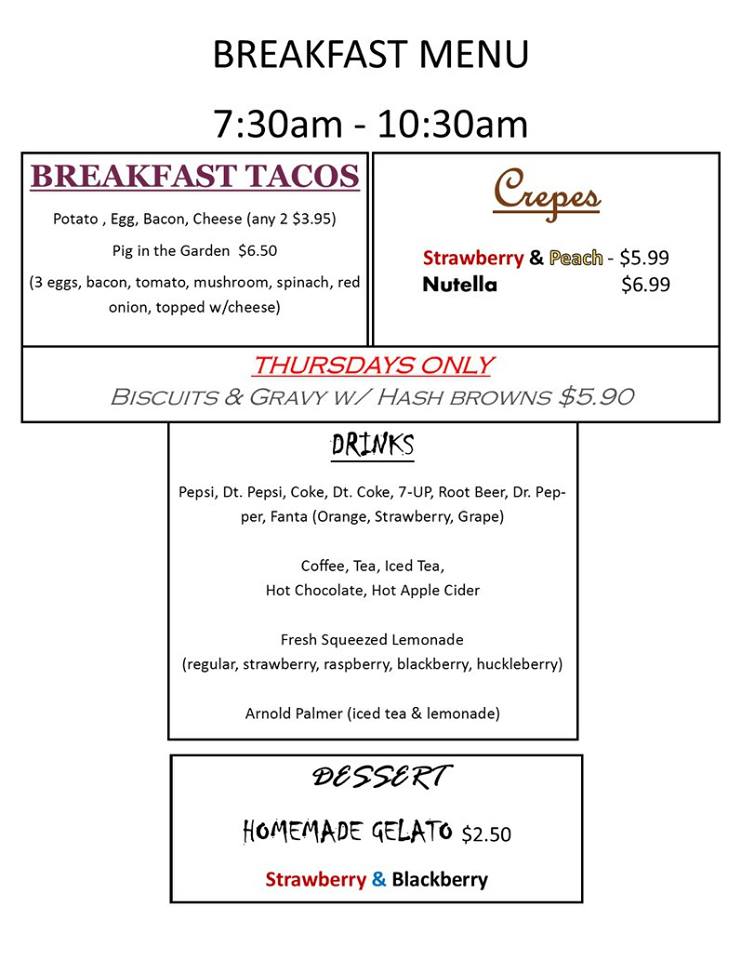 BREAKFAST MENU
7:30am - 10:30am
BREAKFAST TACOS
Potato , Egg, Bacon, Cheese (any 2 $3.95)
Pig in the Garden  $6.50
(3 eggs, bacon, tomato, mushroom, spinach, red
onion, topped w/cheese)
Crepes
Strawberry & Peach - $5.99
Nutella $6.99
THURSDAYS ONLY
BISCUITS & GRAVY W/ HASH BROWNS $5.90
DRINKS
Pepsi, Dt. Pepsi, Coke, Dt. Coke, 7-UP, Root Beer, Dr. Pep-
per, Fanta (Orange, Strawberry, Grape)
Coffee, Tea, Iced Tea,
Hot Chocolate, Hot Apple Cider
Fresh Squeezed Lemonade
(regular, strawberry, raspberry, blackberry, huckleberry)
Arnold Palmer (iced tea & lemonade)
DESSERT
HOMEMADE GELATO $2.50
Strawberry & Blackberry